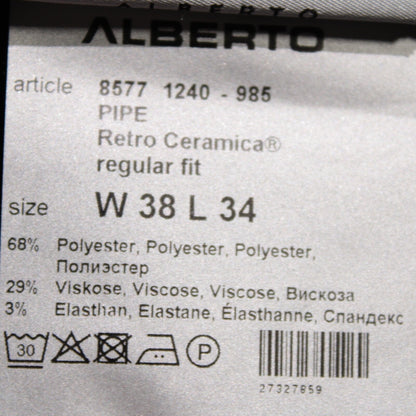 ALBERTO
article 8577 1240 - 985
PIPE
Retro Ceramica®
regular fit
size W 38 L 34
68% Polyester, Polyester, Polyester,
Полиэстер
29% Viskose, Viscose, Viscose, Вискоза
3% Elasthan, Elastane, Élasthanne, Спандекс
30 P
27327859